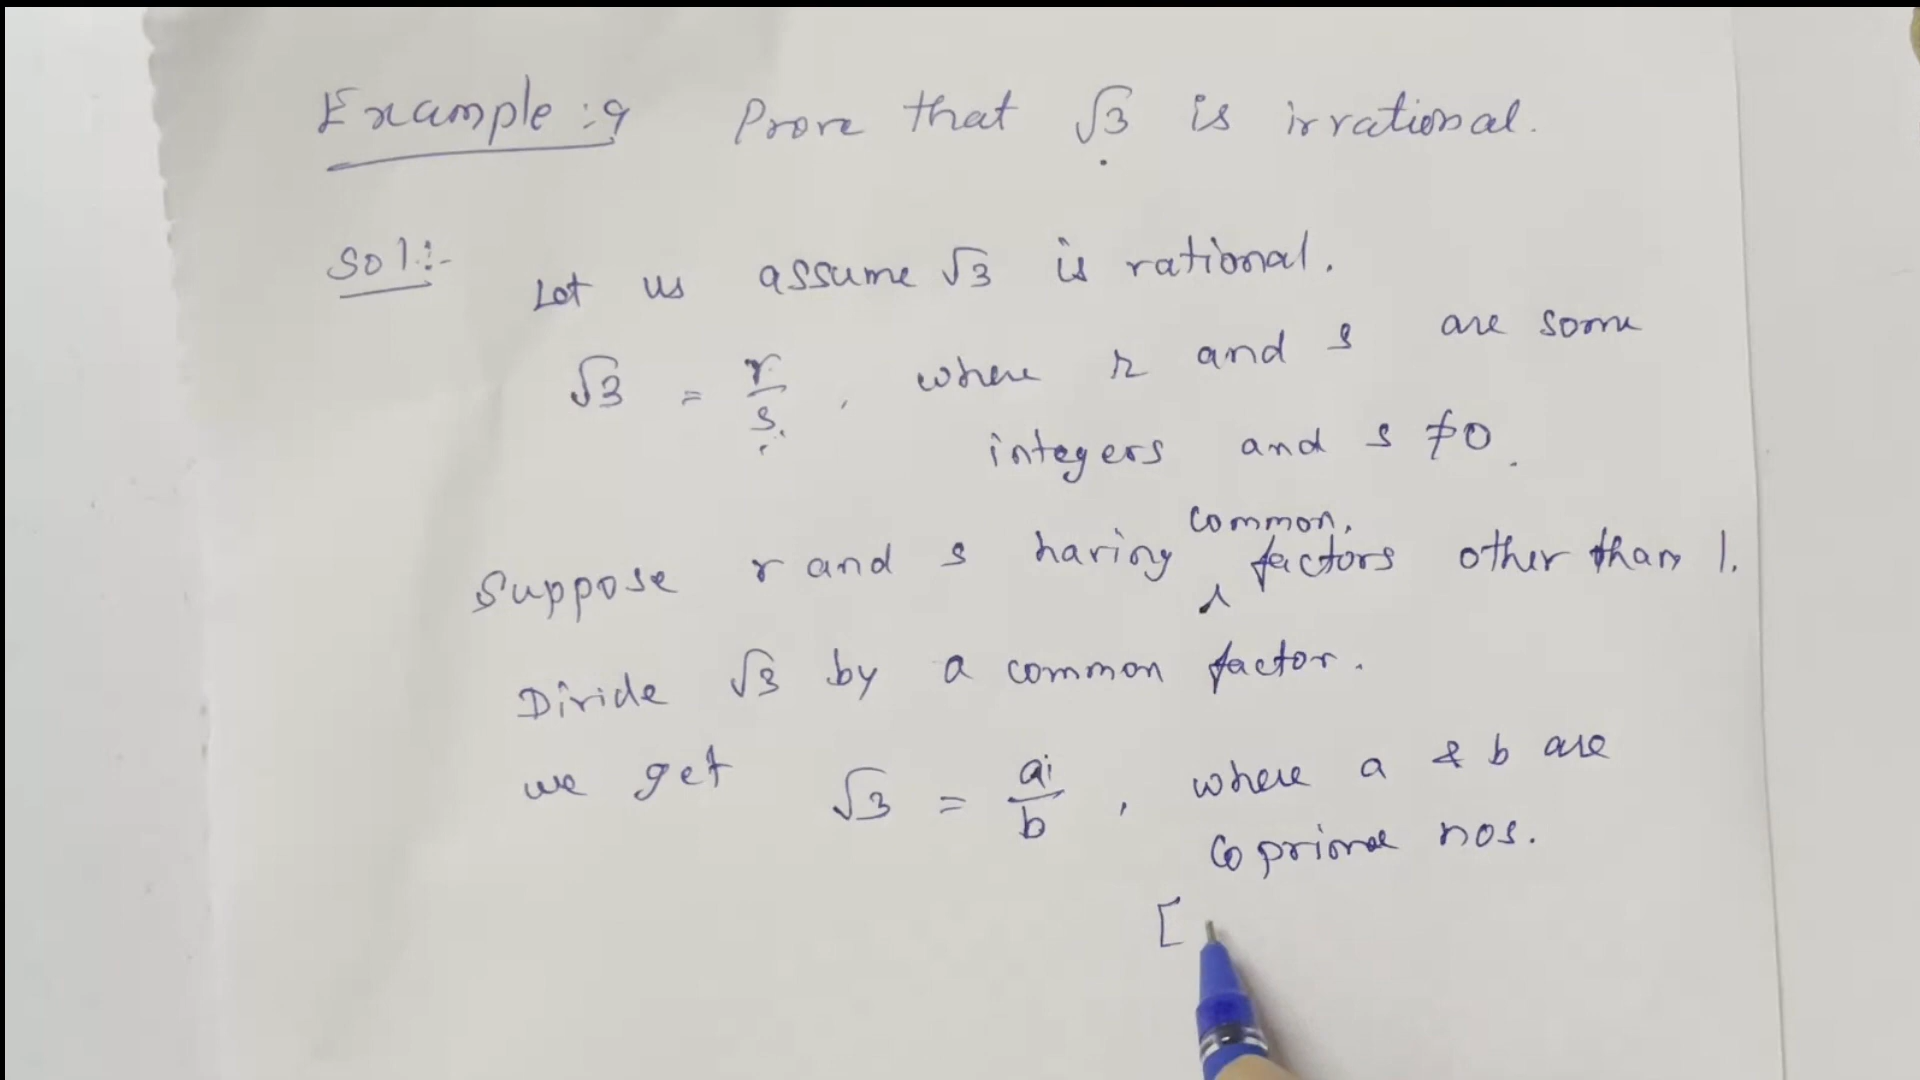 Example :9 Prove that √3 is irrational.
Sol:- Let us assume √3 is rational.
√3 = r/s , where r and s are some
integers and s ≠0.
common
Suppose r and s having ^ factors other than 1.
Divide √3 by a common factor.
we get √3 = a/b , where a & b are
Coprime nos.
[